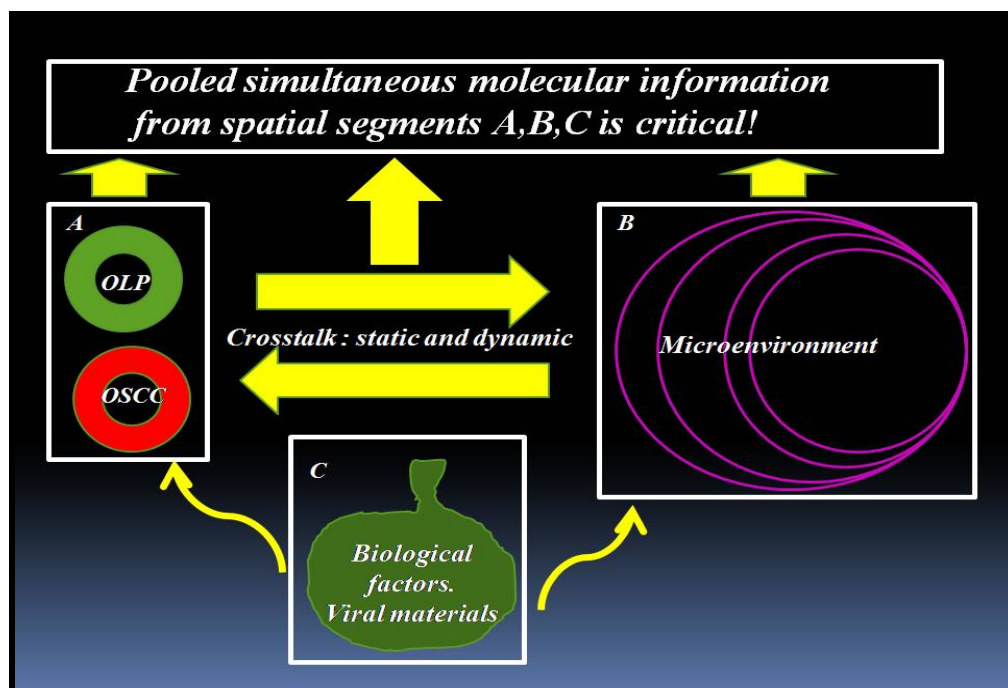 Pooled simultaneous molecular information
from spatial segments A,B,C is critical!
A
OLP
OSCC
Crosstalk : static and dynamic
B
Microenvironment
C
Biological
factors.
Viral materials